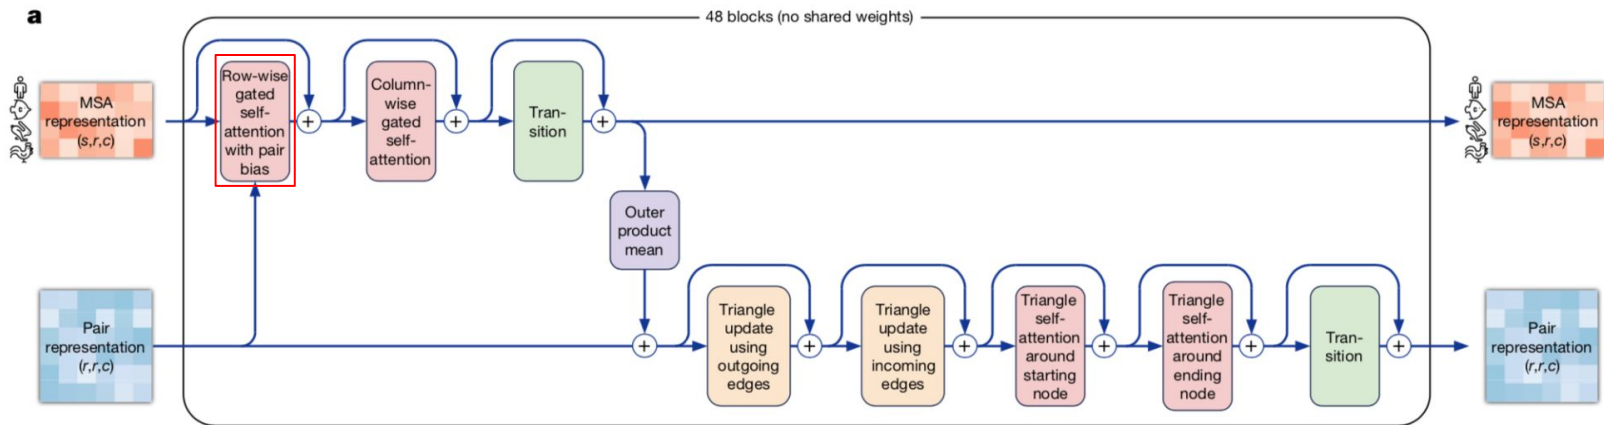 a
48 blocks (no shared weights)
MSA
representation
(s,r,c)
Row-wise
gated
self-
attention
with pair
bias
+
Column-
wise
gated
self-
attention
+
Tran-
sition
+
MSA
representation
(s,r,c)
Outer
product
mean
Pair
representation
(r,r,c)
+
Triangle
update
using
outgoing
edges
+
Triangle
update
using
incoming
edges
+
Triangle
self-
attention
around
starting
node
+
Triangle
self-
attention
around
ending
node
+
Tran-
sition
+
Pair
representation
(r,r,c)